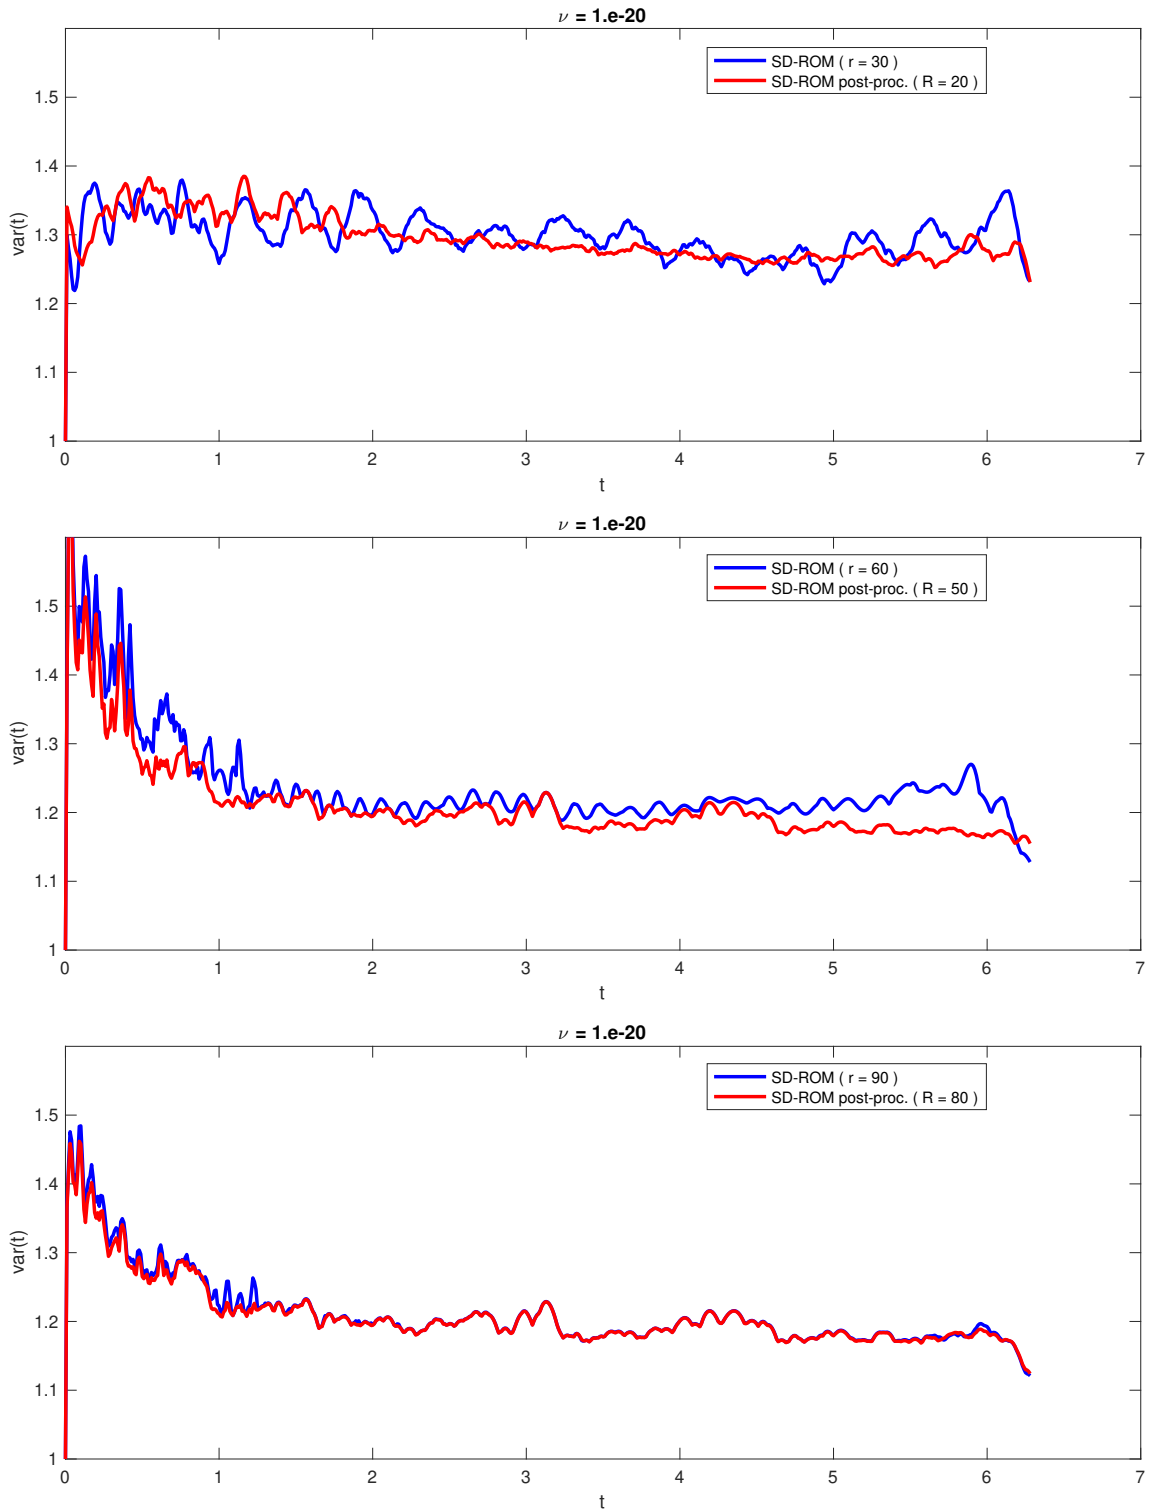 ν = 1.e-20
SD-ROM ( r = 30 )
SD-ROM post-proc. ( R = 20 )
1.5
1.4
1.3
1.2
1.1
1
var(t)
0 1 2 3 4 5 6 7
t
ν = 1.e-20
SD-ROM ( r = 60 )
SD-ROM post-proc. ( R = 50 )
1.5
1.4
1.3
1.2
1.1
1
var(t)
0 1 2 3 4 5 6 7
t
ν = 1.e-20
SD-ROM ( r = 90 )
SD-ROM post-proc. ( R = 80 )
1.5
1.4
1.3
1.2
1.1
1
var(t)
0 1 2 3 4 5 6 7
t